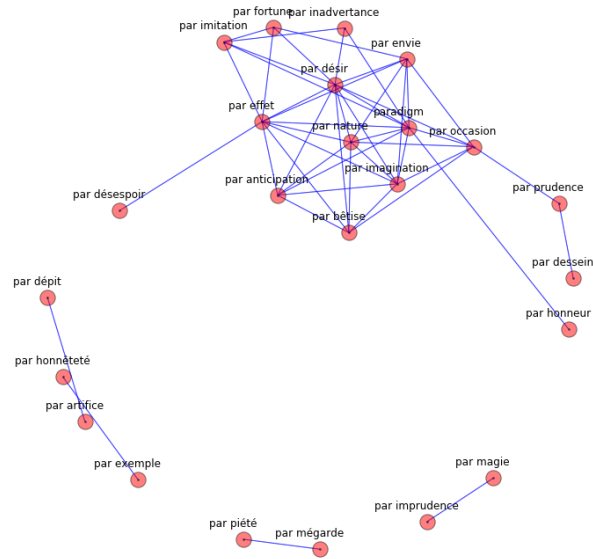 par fortune
par inadvertance
par imitation
par envie
par désir
par effet
paradigm
par nature
par occasion
par imagination
par anticipation
par prudence
par désespoir
par bêtise
par dessein
par dépit
par honneur
par honnêteté
par artifice
par exemple
par magie
par imprudence
par piété
par mégarde